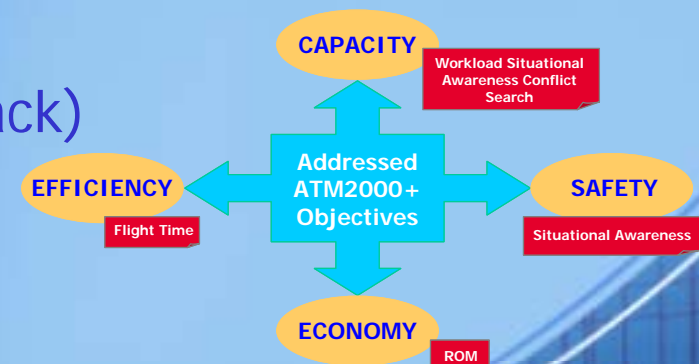 CAPACITY
Workload Situational
Awareness Conflict
Search
ck)
Addressed
ATM2000+
Objectives
EFFICIENCY
Flight Time
SAFETY
Situational Awareness
ECONOMY
ROM